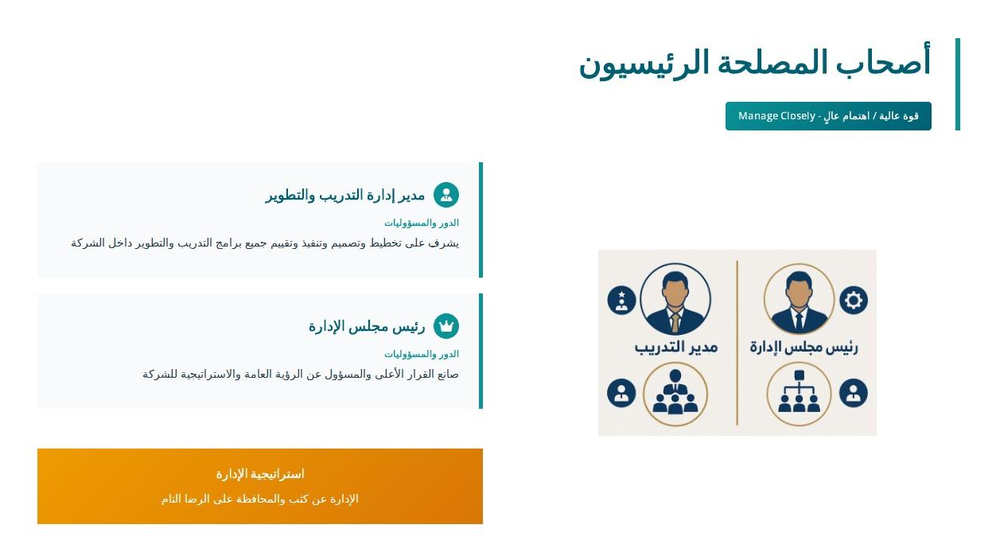 أصحاب المصلحة الرئيسيون
قوة عالية / اهتمام عالٍ - Manage Closely
رئيس مجلس اإدارة
مدير التدريب
مدير إدارة التدريب والتطوير
الدور والمسؤوليات
يشرف على تخطيط وتصميم وتنفيذ وتقييم جميع برامج التدريب والتطوير داخل الشركة
رئيس مجلس الإدارة
الدور والمسؤوليات
صانع القرار الأعلى والمسؤول عن الرؤية العامة والاستراتيجية للشركة
استراتيجية الإدارة
الإدارة عن كثب والمحافظة على الرضا التام